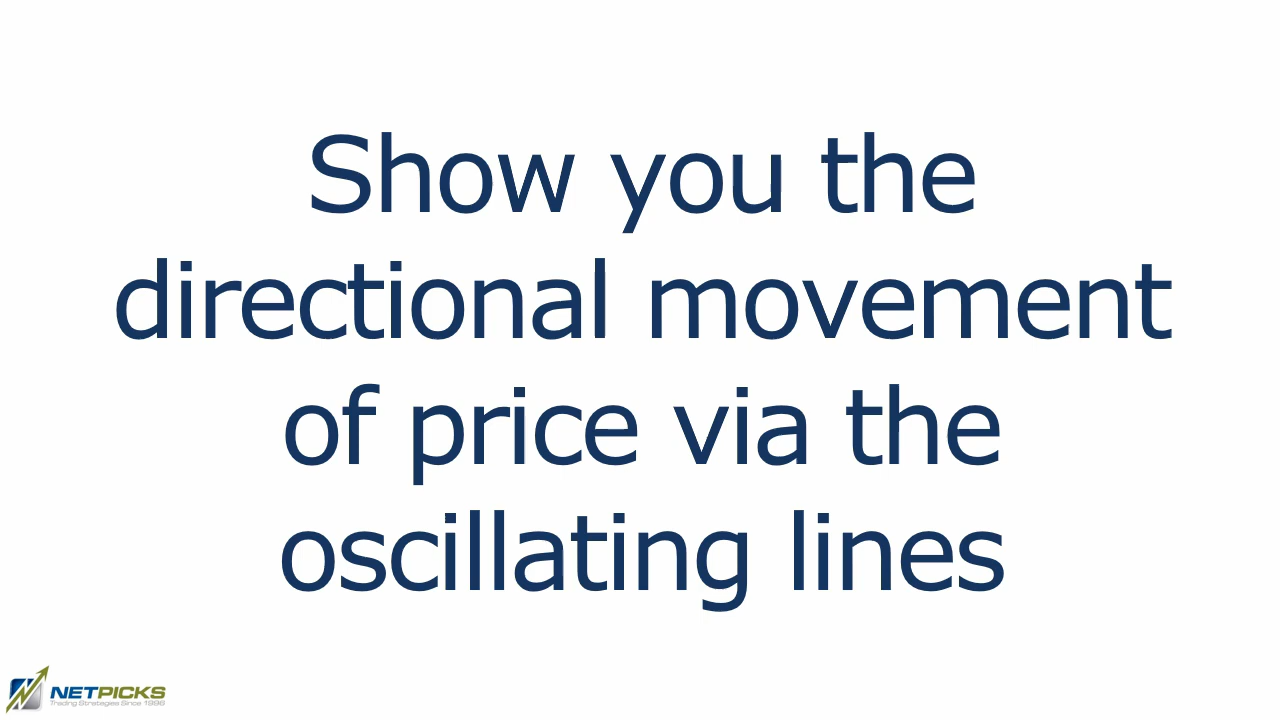 Show you the
directional movement
of price via the
oscillating lines
NETPICKS
Trading Strategies Since 1996